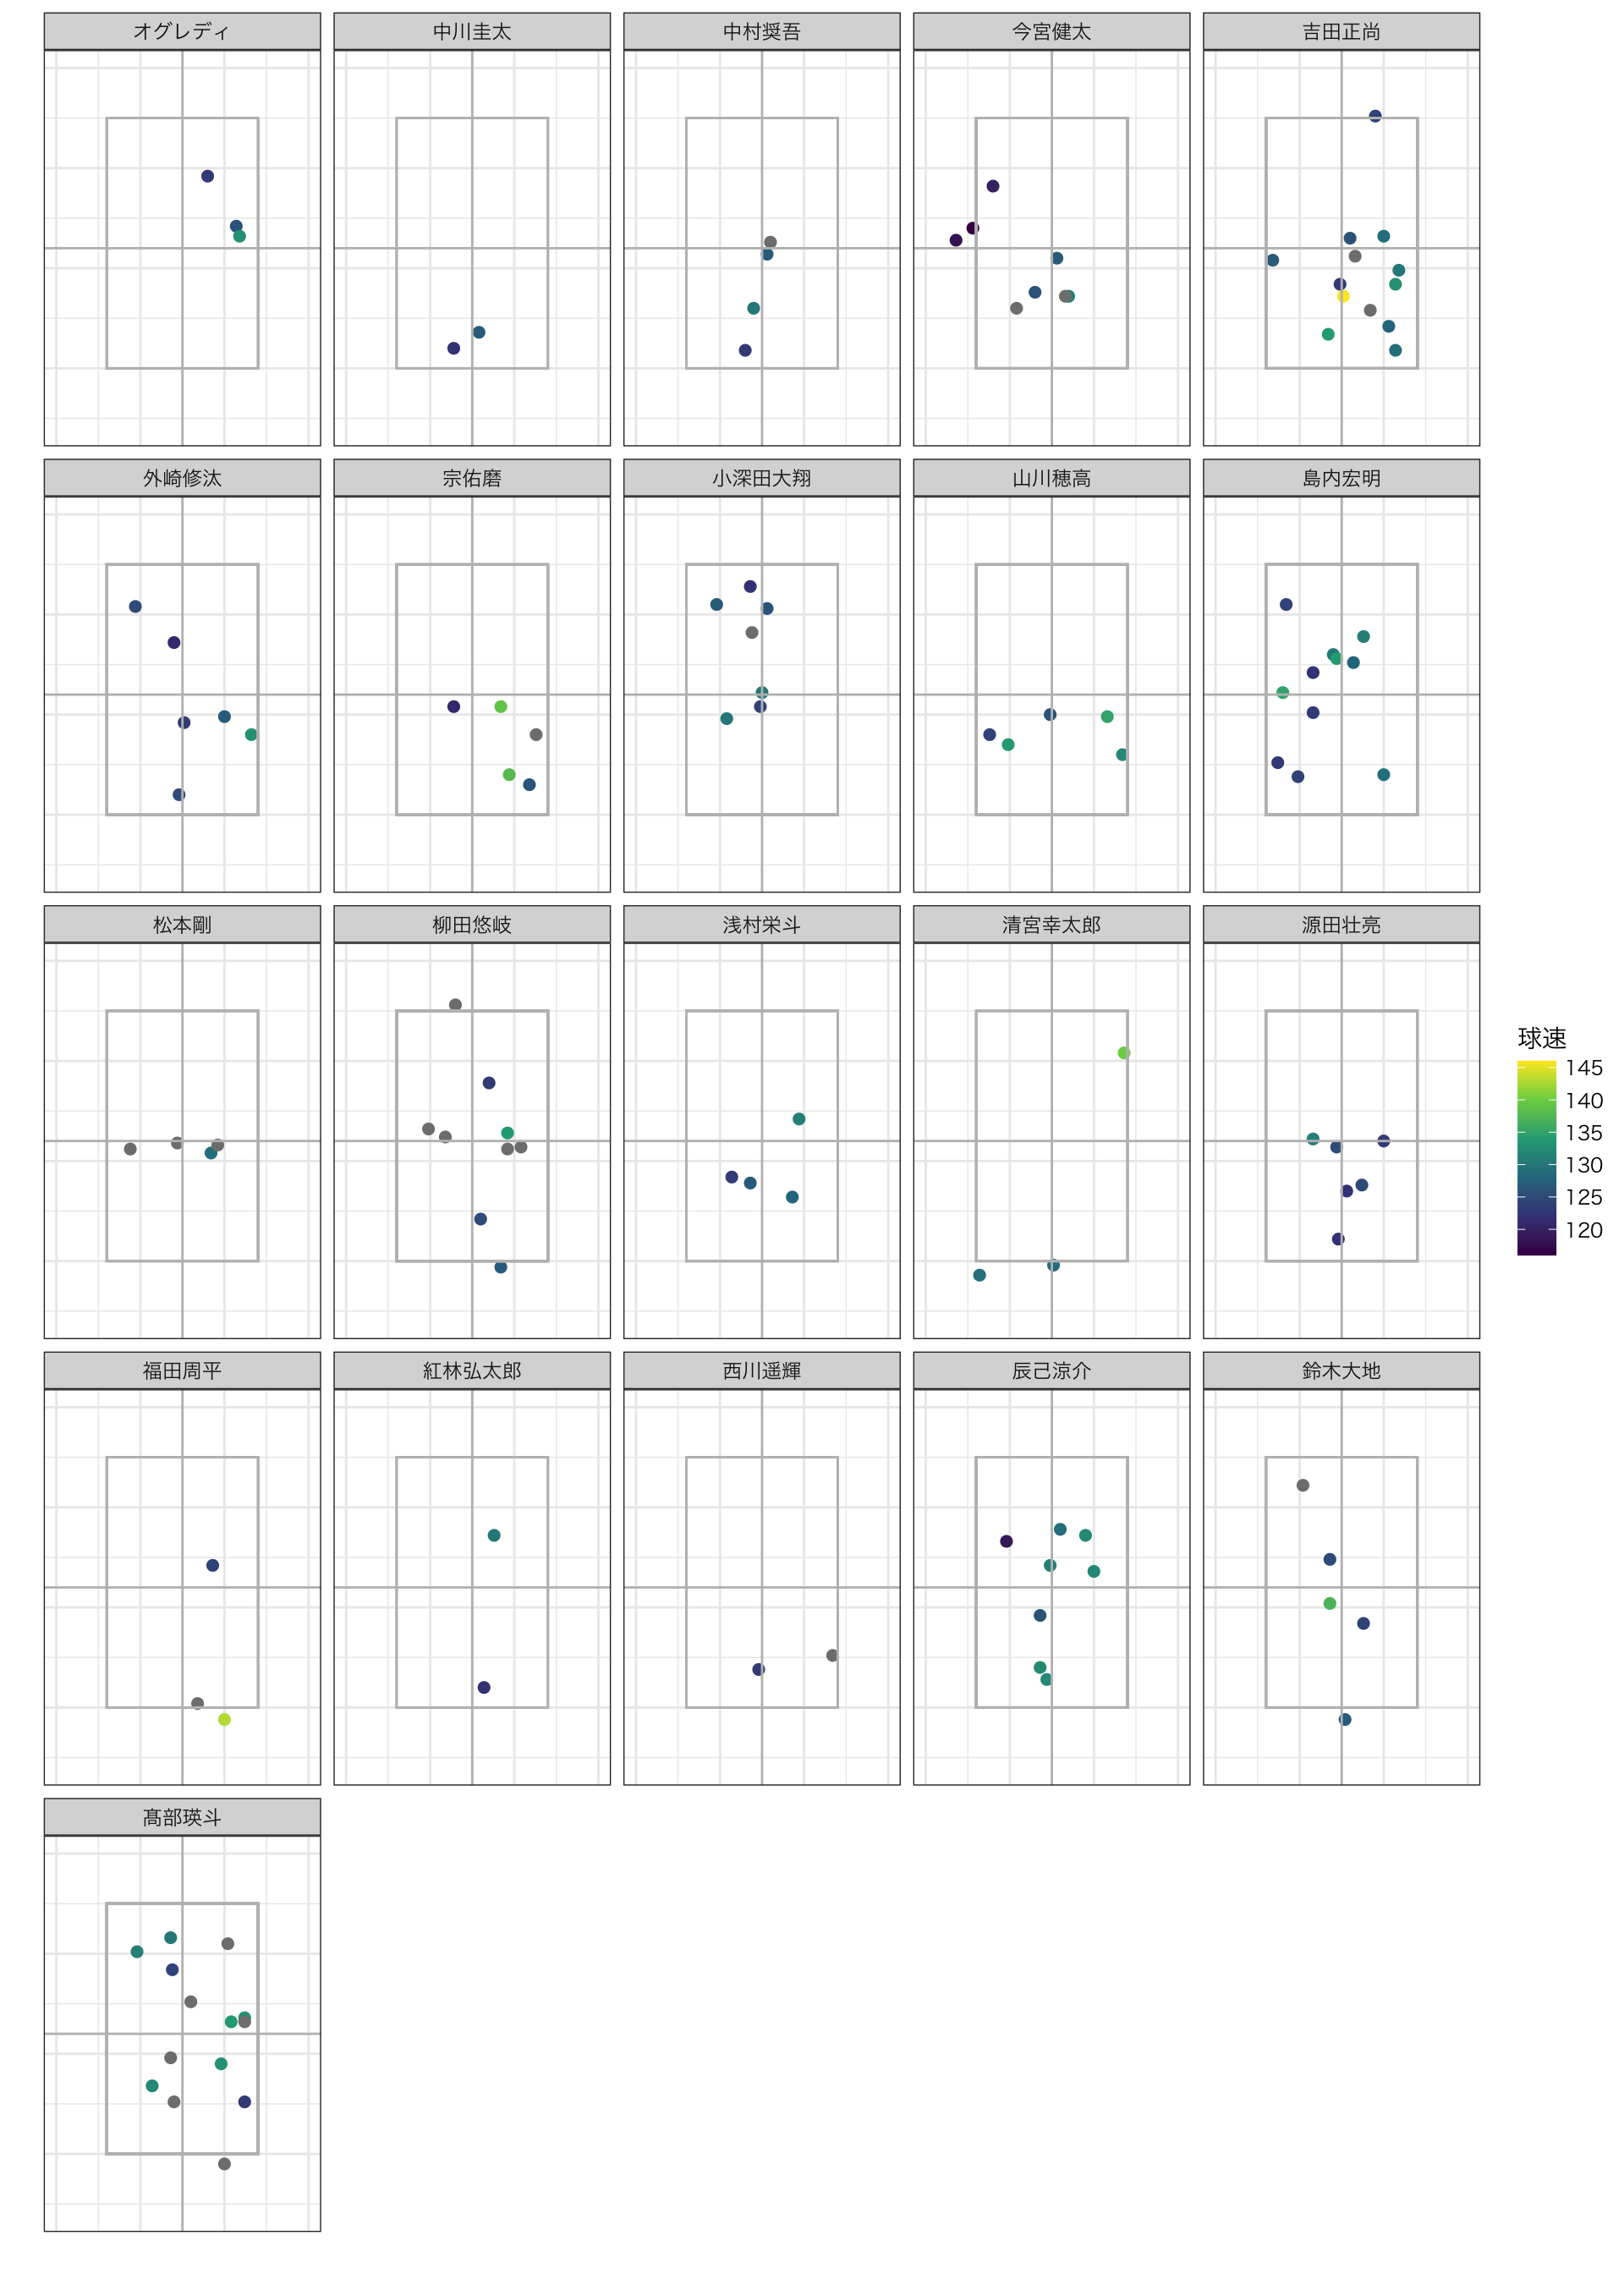 オグレディ
中川圭太
中村奨吾
今宮健太
吉田正尚
外崎修汰
宗佑磨
小深田大翔
山川穂高
島内宏明
松本剛
柳田悠岐
浅村栄斗
清宮幸太郎
源田壮亮
球速
145
140
135
130
125
120
福田周平
紅林弘太郎
西川遥輝
辰己涼介
鈴木大地
髙部瑛斗